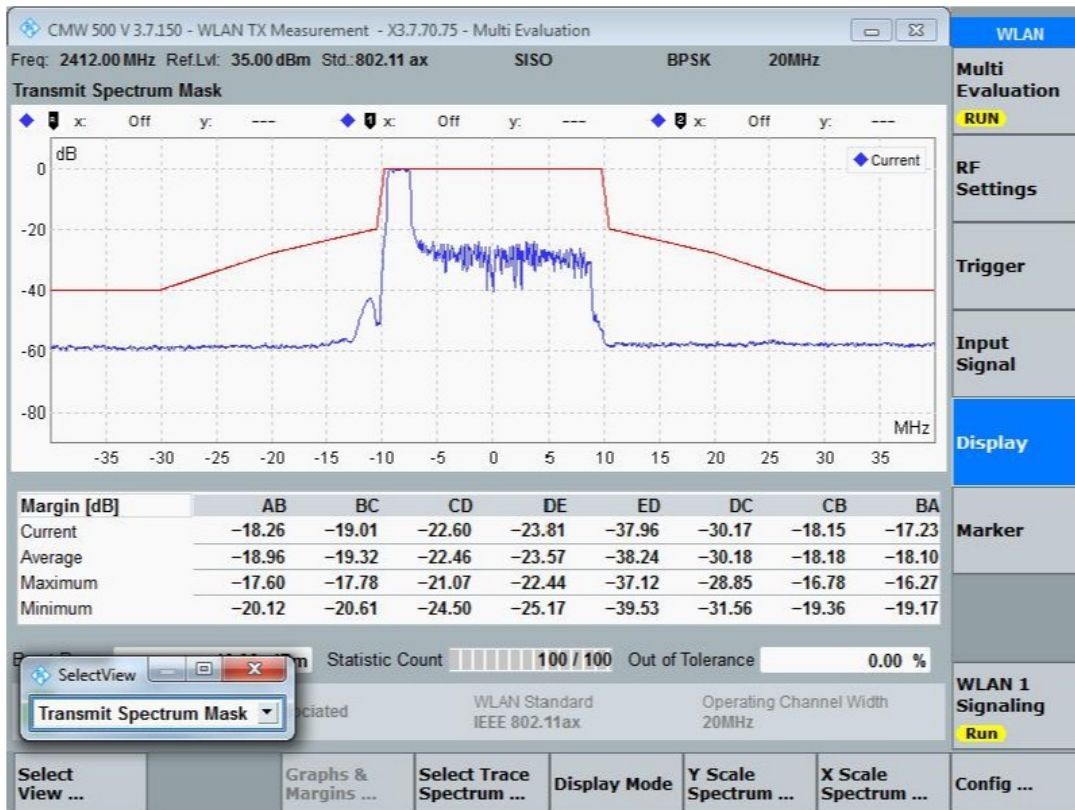 CMW 500 V 3.7.150 - WLAN TX Measurement - X3.7.70.75 - Multi Evaluation
WLAN
Freq: 2412.00 MHz Ref.Lvl: 35.00 dBm Std.: 802.11 ax SISO BPSK 20MHz
Transmit Spectrum Mask
Multi Evaluation
RUN
x: Off y: --- 1 x: Off y: --- 2 x: Off y: ---
dB
Current
0
-20
-40
-60
-80
MHz
-35 -30 -25 -20 -15 -10 -5 0 5 10 15 20 25 30 35
RF
Settings
Trigger
Input
Signal
Display
Marker
Margin [dB] AB BC CD DE ED DC CB BA
Current −18.26 −19.01 −22.60 −23.81 −37.96 −30.17 −18.15 −17.23
Average −18.96 −19.32 −22.46 −23.57 −38.24 −30.18 −18.18 −18.10
Maximum −17.60 −17.78 −21.07 −22.44 −37.12 −28.85 −16.78 −16.27
Minimum −20.12 −20.61 −24.50 −25.17 −39.53 −31.56 −19.36 −19.17
Statistic Count 100 / 100 Out of Tolerance 0.00 %
SelectView
Transmit Spectrum Mask
WLAN Standard
IEEE 802.11ax
Operating Channel Width
20MHz
WLAN 1
Signaling
Run
Select
View ...
Graphs &
Margins ...
Select Trace
Spectrum ...
Display Mode
Y Scale
Spectrum ...
X Scale
Spectrum ...
Config ...